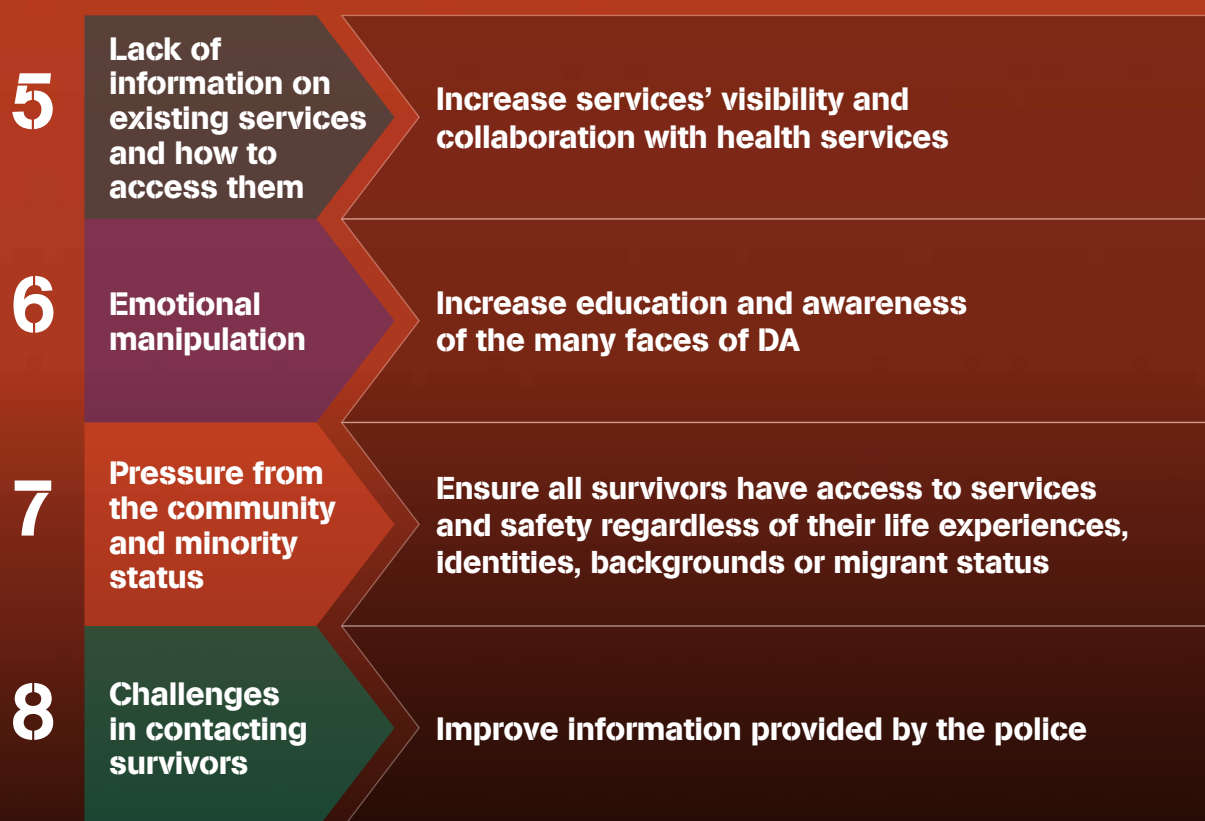 5
Lack of
information on
existing services
and how to
access them
Increase services’ visibility and
collaboration with health services
6
Emotional
manipulation
Increase education and awareness
of the many faces of DA
7
Pressure from
the community
and minority
status
Ensure all survivors have access to services
and safety regardless of their life experiences,
identities, backgrounds or migrant status
8
Challenges
in contacting
survivors
Improve information provided by the police